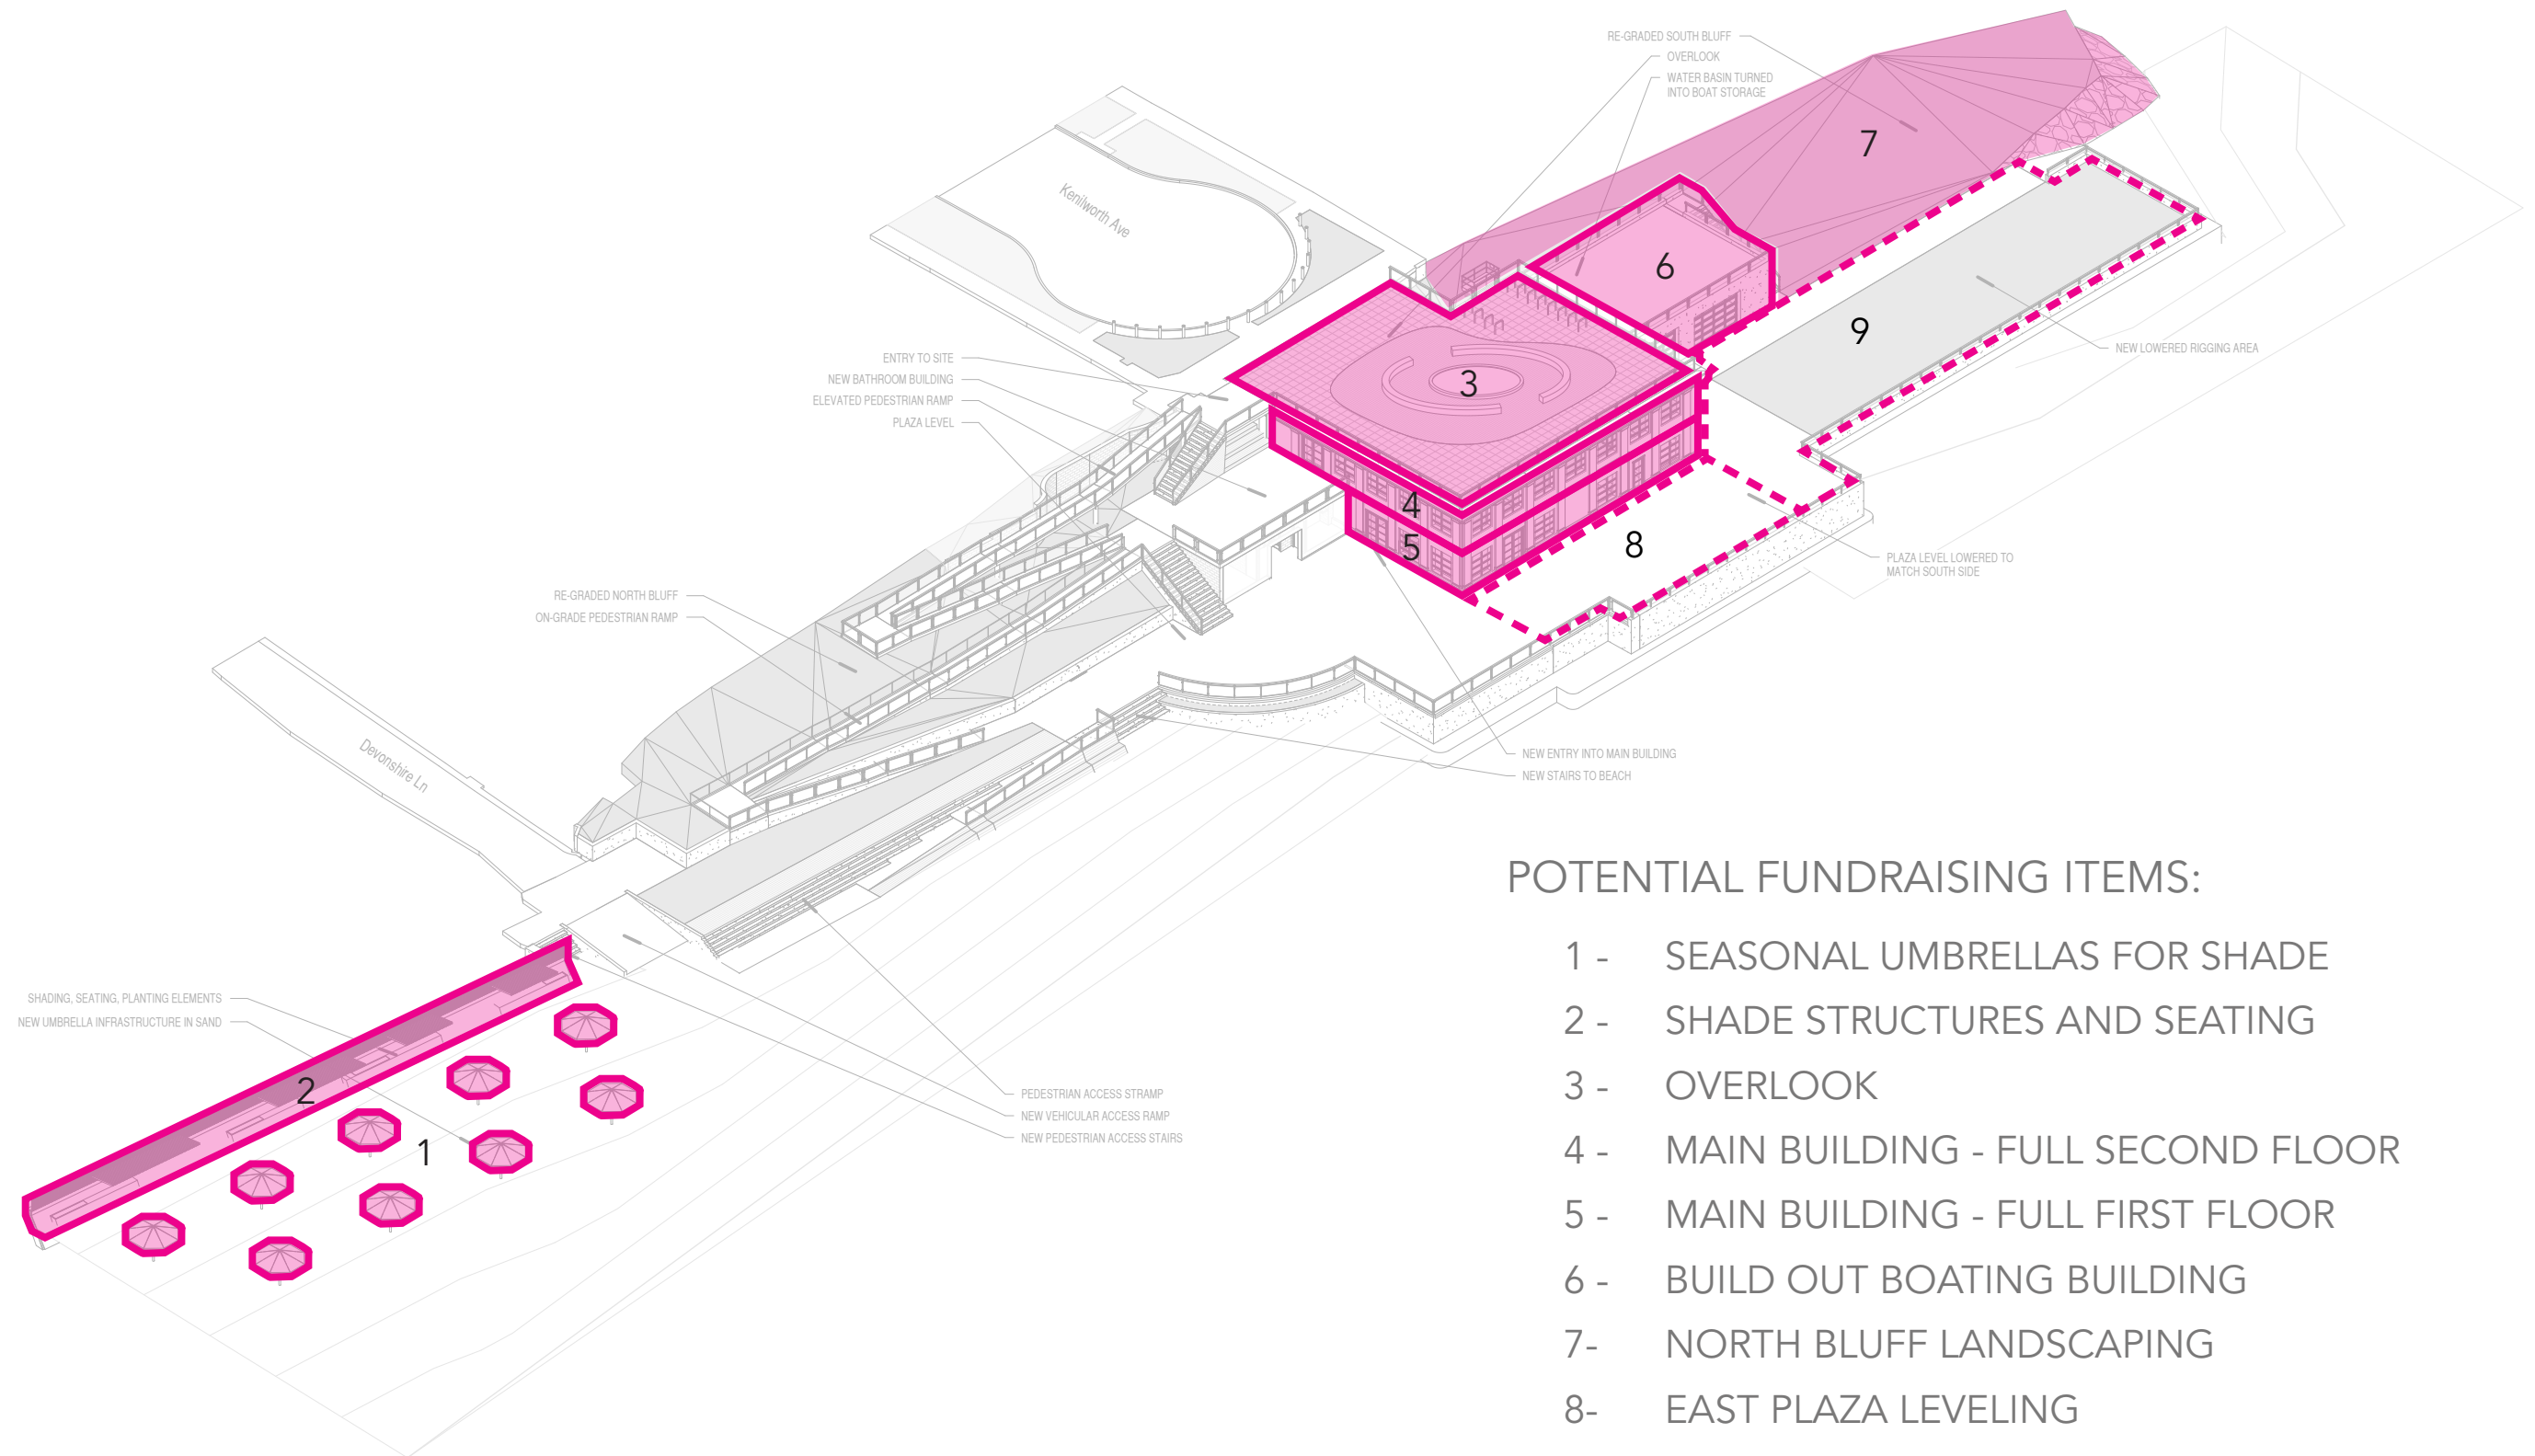 RE-GRADED SOUTH BLUFF
OVERLOOK
WATER BASIN TURNED
INTO BOAT STORAGE
7
Kenilworth Ave
6
9
NEW LOWERED RIGGING AREA
ENTRY TO SITE
NEW BATHROOM BUILDING
ELEVATED PEDESTRIAN RAMP
PLAZA LEVEL
3
4
5
8
PLAZA LEVEL LOWERED TO
MATCH SOUTH SIDE
RE-GRADED NORTH BLUFF
ON-GRADE PEDESTRIAN RAMP
Devonshire Ln
NEW ENTRY INTO MAIN BUILDING
NEW STAIRS TO BEACH
SHADING, SEATING, PLANTING ELEMENTS
NEW UMBRELLA INFRASTRUCTURE IN SAND
2
1
PEDESTRIAN ACCESS STRAMP
NEW VEHICULAR ACCESS RAMP
NEW PEDESTRIAN ACCESS STAIRS
POTENTIAL FUNDRAISING ITEMS:
1 - SEASONAL UMBRELLAS FOR SHADE
2 - SHADE STRUCTURES AND SEATING
3 - OVERLOOK
4 - MAIN BUILDING - FULL SECOND FLOOR
5 - MAIN BUILDING - FULL FIRST FLOOR
6 - BUILD OUT BOATING BUILDING
7- NORTH BLUFF LANDSCAPING
8- EAST PLAZA LEVELING